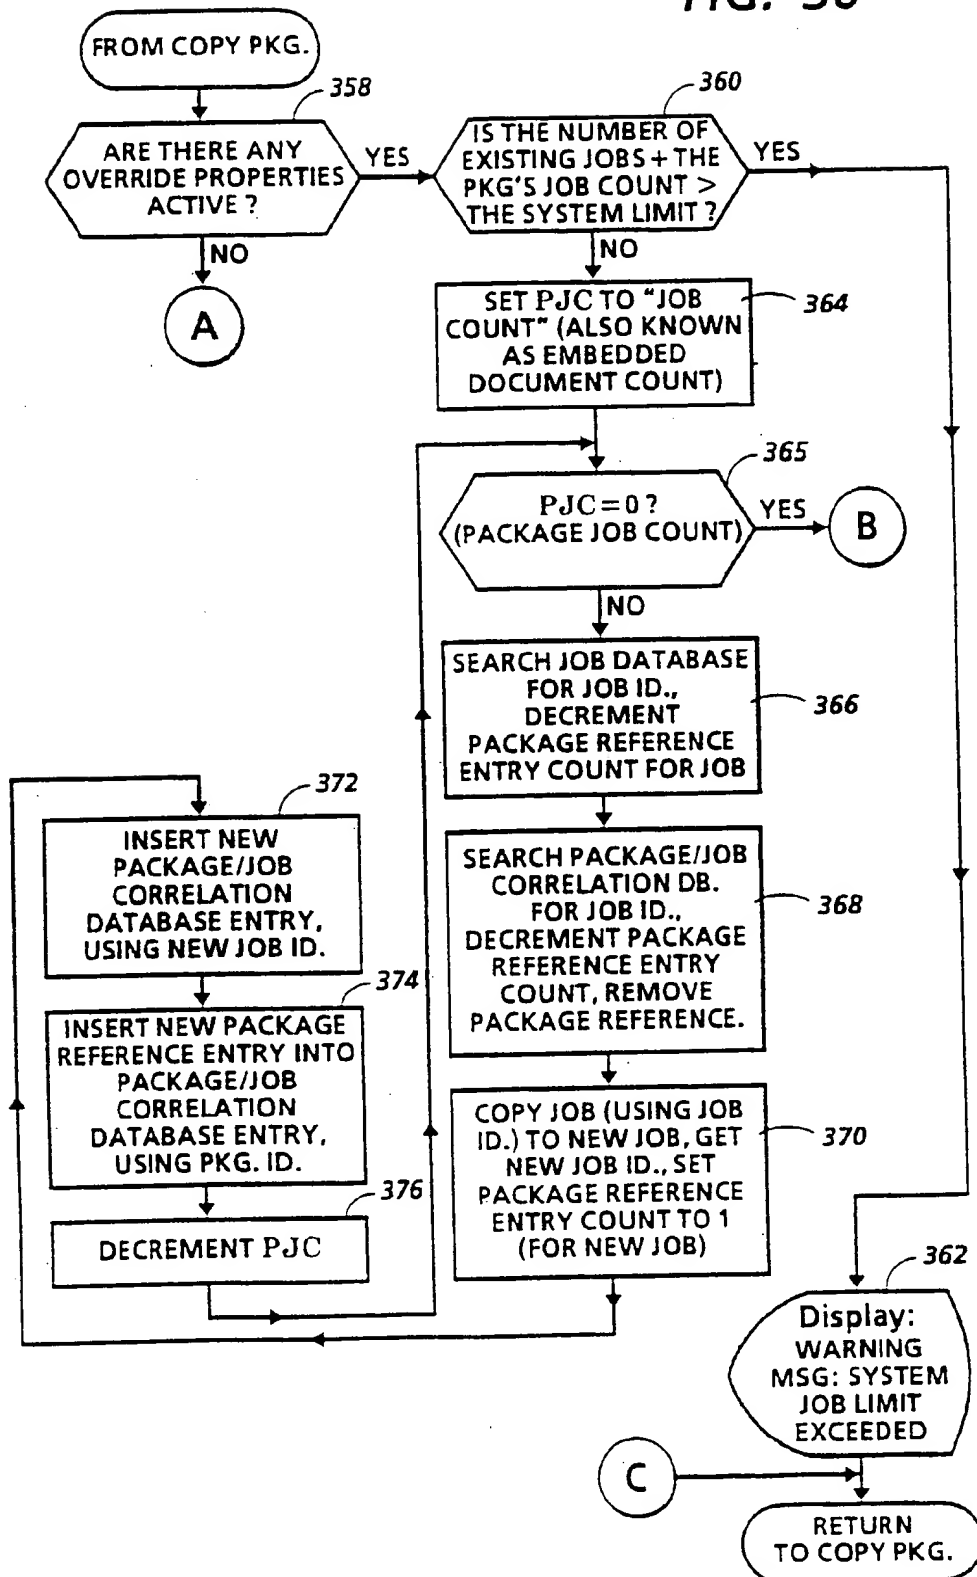 FROM COPY PKG.
358
ARE THERE ANY
OVERRIDE PROPERTIES
ACTIVE ?
YES
NO
A
360
IS THE NUMBER OF
EXISTING JOBS + THE
PKG'S JOB COUNT >
THE SYSTEM LIMIT ?
YES
NO
SET PJC TO "JOB
COUNT" (ALSO KNOWN
AS EMBEDDED
DOCUMENT COUNT)
364
365
PJC = 0 ?
(PACKAGE JOB COUNT)
YES
B
NO
SEARCH JOB DATABASE
FOR JOB ID.,
DECREMENT
PACKAGE REFERENCE
ENTRY COUNT FOR JOB
366
SEARCH PACKAGE/JOB
CORRELATION DB.
FOR JOB ID.,
DECREMENT PACKAGE
REFERENCE ENTRY
COUNT, REMOVE
PACKAGE REFERENCE.
368
COPY JOB (USING JOB
ID.) TO NEW JOB, GET
NEW JOB ID., SET
PACKAGE REFERENCE
ENTRY COUNT TO 1
(FOR NEW JOB)
370
372
INSERT NEW
PACKAGE/JOB
CORRELATION
DATABASE ENTRY,
USING NEW JOB ID.
374
INSERT NEW PACKAGE
REFERENCE ENTRY INTO
PACKAGE/JOB
CORRELATION
DATABASE ENTRY,
USING PKG. ID.
376
DECREMENT PJC
362
Display:
WARNING
MSG: SYSTEM
JOB LIMIT
EXCEEDED
C
RETURN
TO COPY PKG.